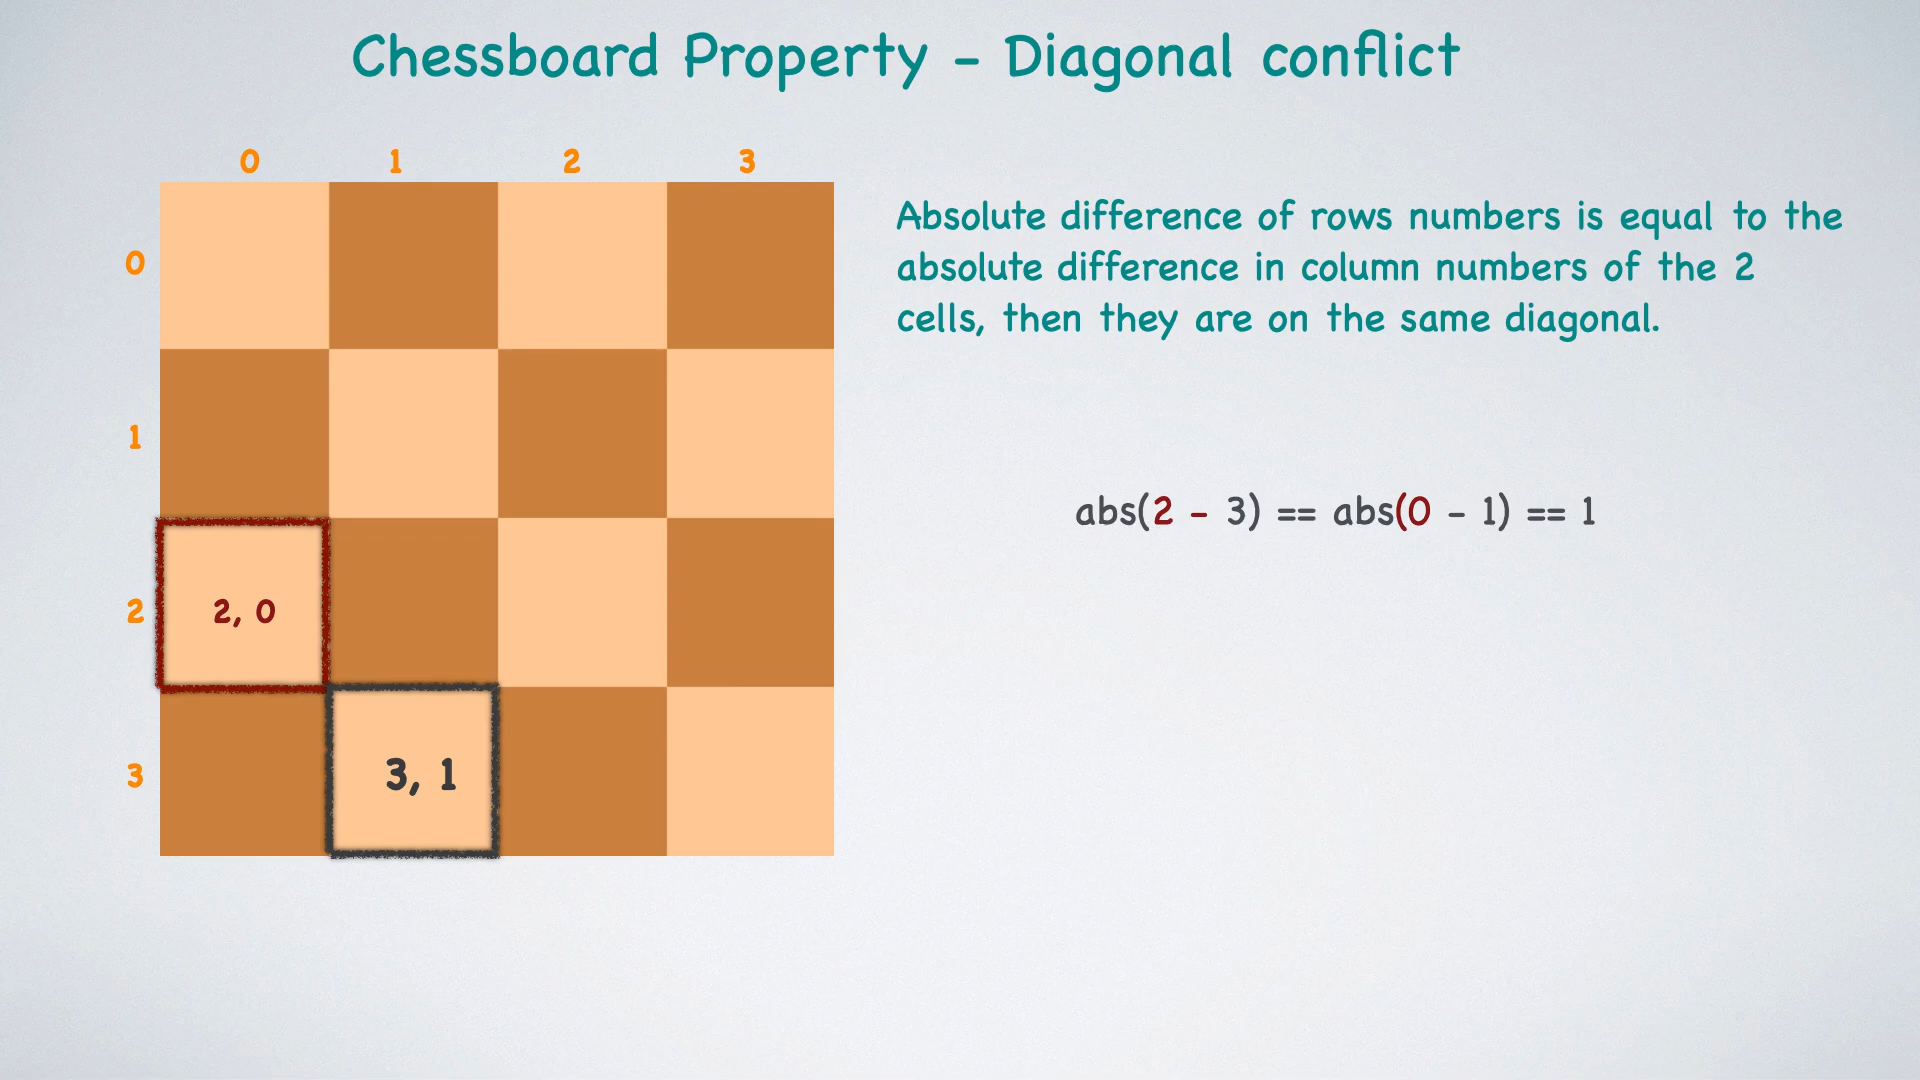 Chessboard Property - Diagonal conflict
0 1 2 3
Absolute difference of rows numbers is equal to the
absolute difference in column numbers of the 2
cells, then they are on the same diagonal.
0
1
abs(2 - 3) == abs(0 - 1) == 1
2
2, 0
3
3, 1